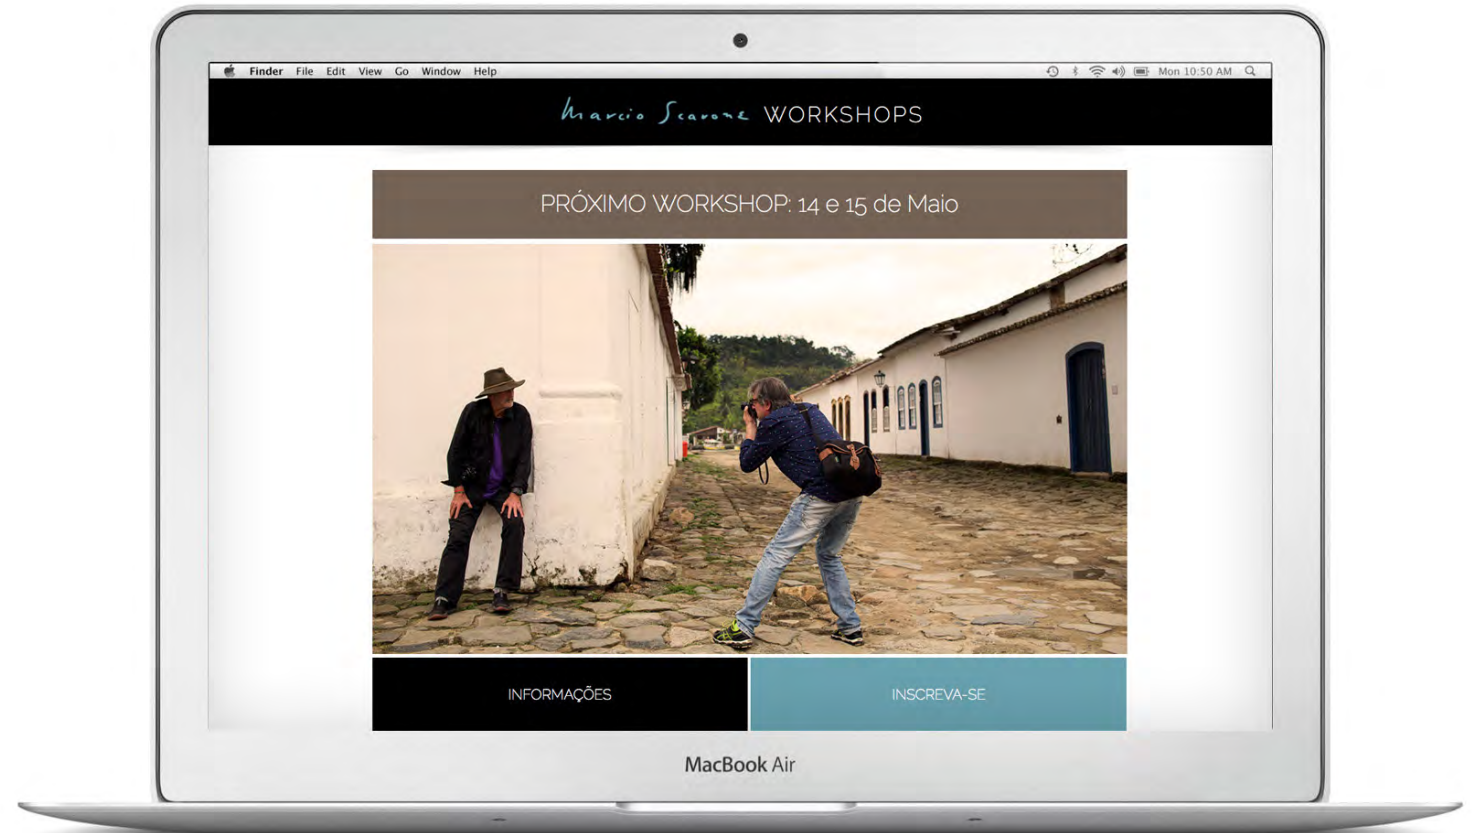 Finder File Edit View Go Window Help Mon 10:50 AM
Marcio Scavone WORKSHOPS
PRÓXIMO WORKSHOP: 14 e 15 de Maio
INFORMAÇÕES
INSCREVA-SE
MacBook Air